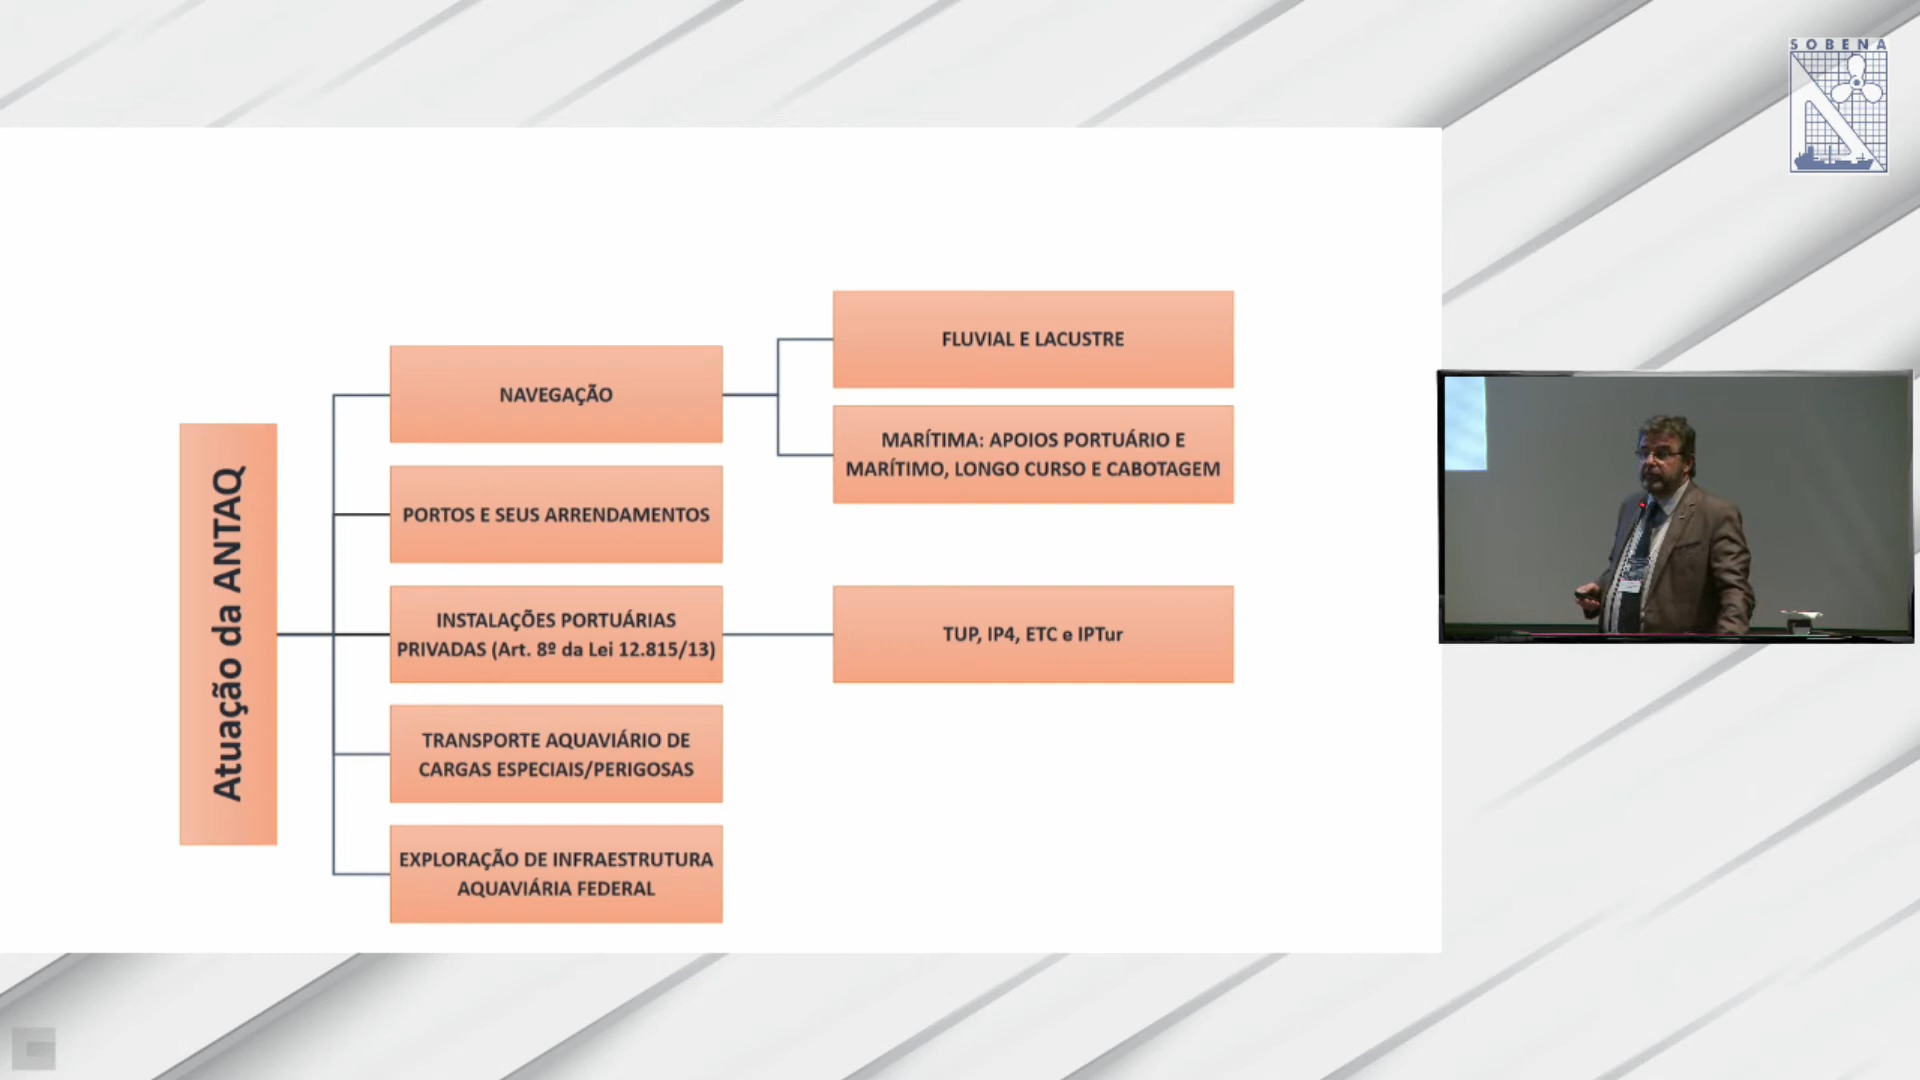 SOBENA
Atuação da ANTAQ
NAVEGAÇÃO
FLUVIAL E LACUSTRE
MARÍTIMA: APOIOS PORTUÁRIO E
MARÍTIMO, LONGO CURSO E CABOTAGEM
PORTOS E SEUS ARRENDAMENTOS
INSTALAÇÕES PORTUÁRIAS
PRIVADAS (Art. 8º da Lei 12.815/13)
TUP, IP4, ETC e IPTur
TRANSPORTE AQUAVIÁRIO DE
CARGAS ESPECIAIS/PERIGOSAS
EXPLORAÇÃO DE INFRAESTRUTURA
AQUAVIÁRIA FEDERAL